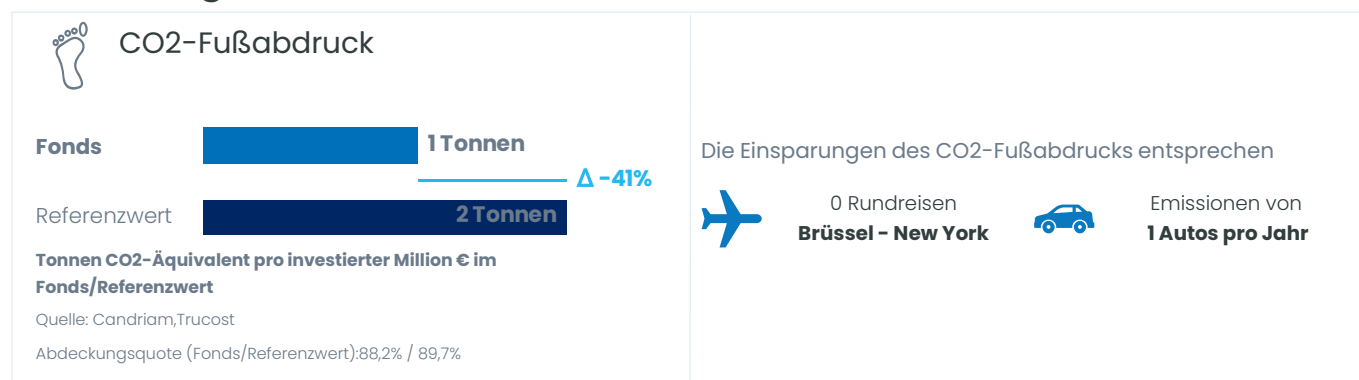 CO2-Fußabdruck
Fonds
1 Tonnen
Δ -41%
Referenzwert
2 Tonnen
Tonnen CO2-Äquivalent pro investierter Million € im
Fonds/Referenzwert
Quelle: Candriam,Trucost
Abdeckungsquote (Fonds/Referenzwert):88,2% / 89,7%
Die Einsparungen des CO2-Fußabdrucks entsprechen
0 Rundreisen
Brüssel - New York
Emissionen von
1 Autos pro Jahr